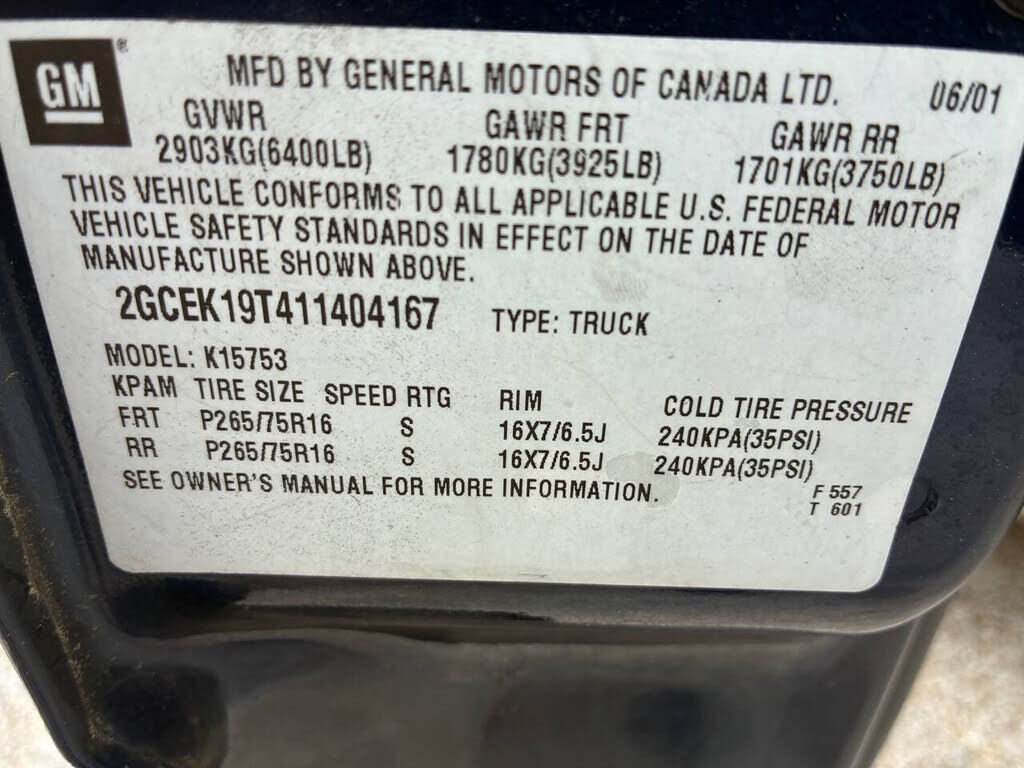 GM® MFD BY GENERAL MOTORS OF CANADA LTD. 06/01
GVWR GAWR FRT GAWR RR
2903KG(6400LB) 1780KG(3925LB) 1701KG(3750LB)
THIS VEHICLE CONFORMS TO ALL APPLICABLE U.S. FEDERAL MOTOR
VEHICLE SAFETY STANDARDS IN EFFECT ON THE DATE OF
MANUFACTURE SHOWN ABOVE.
2GCEK19T411404167 TYPE: TRUCK
MODEL: K15753
KPAM TIRE SIZE SPEED RTG RIM COLD TIRE PRESSURE
FRT P265/75R16 S 16X7/6.5J 240KPA(35PSI)
RR P265/75R16 S 16X7/6.5J 240KPA(35PSI)
SEE OWNER'S MANUAL FOR MORE INFORMATION. F 557
T 601